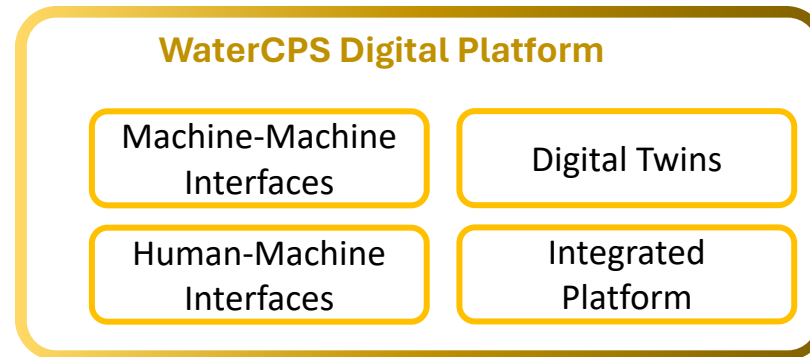 WaterCPS Digital Platform
Machine-Machine
Interfaces
Digital Twins
Human-Machine
Interfaces
Integrated
Platform